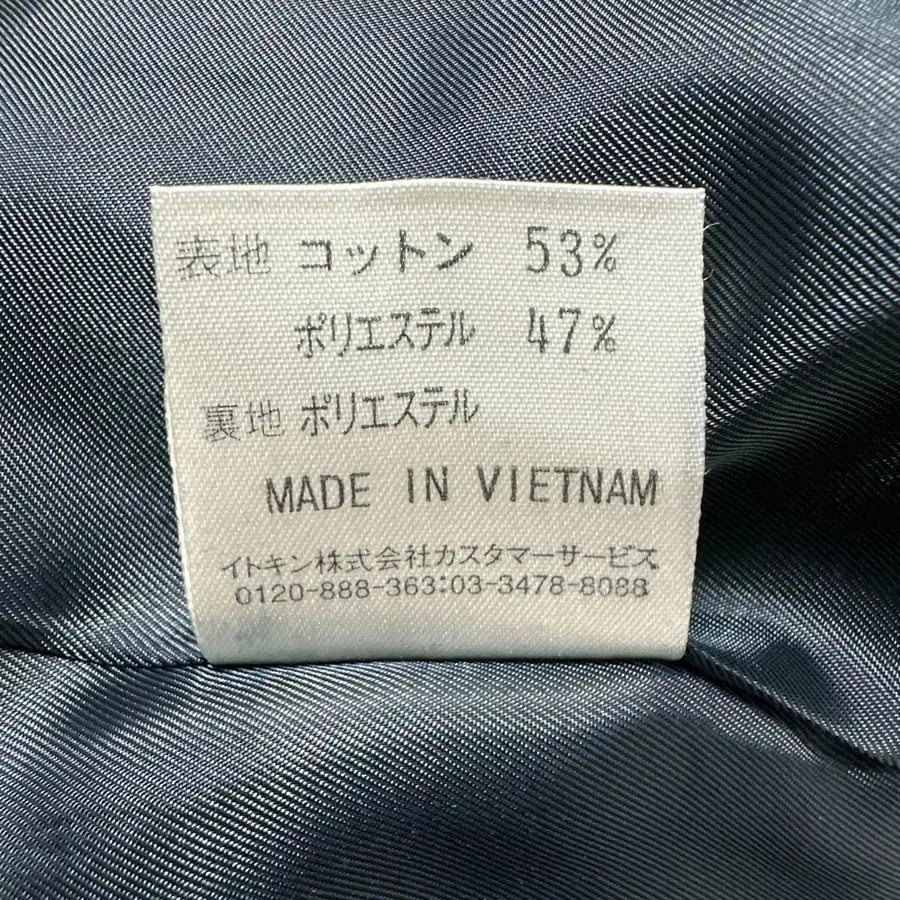 表地 コットン 53%
ポリエステル 47%
裏地 ポリエステル
MADE IN VIETNAM
イトキン株式会社カスタマーサービス
0120-888-363:03-3478-8088